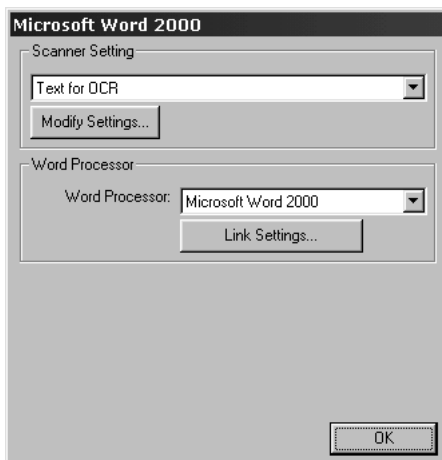 Microsoft Word 2000
Scanner Setting
Text for OCR
Modify Settings...
Word Processor
Word Processor: Microsoft Word 2000
Link Settings...
OK